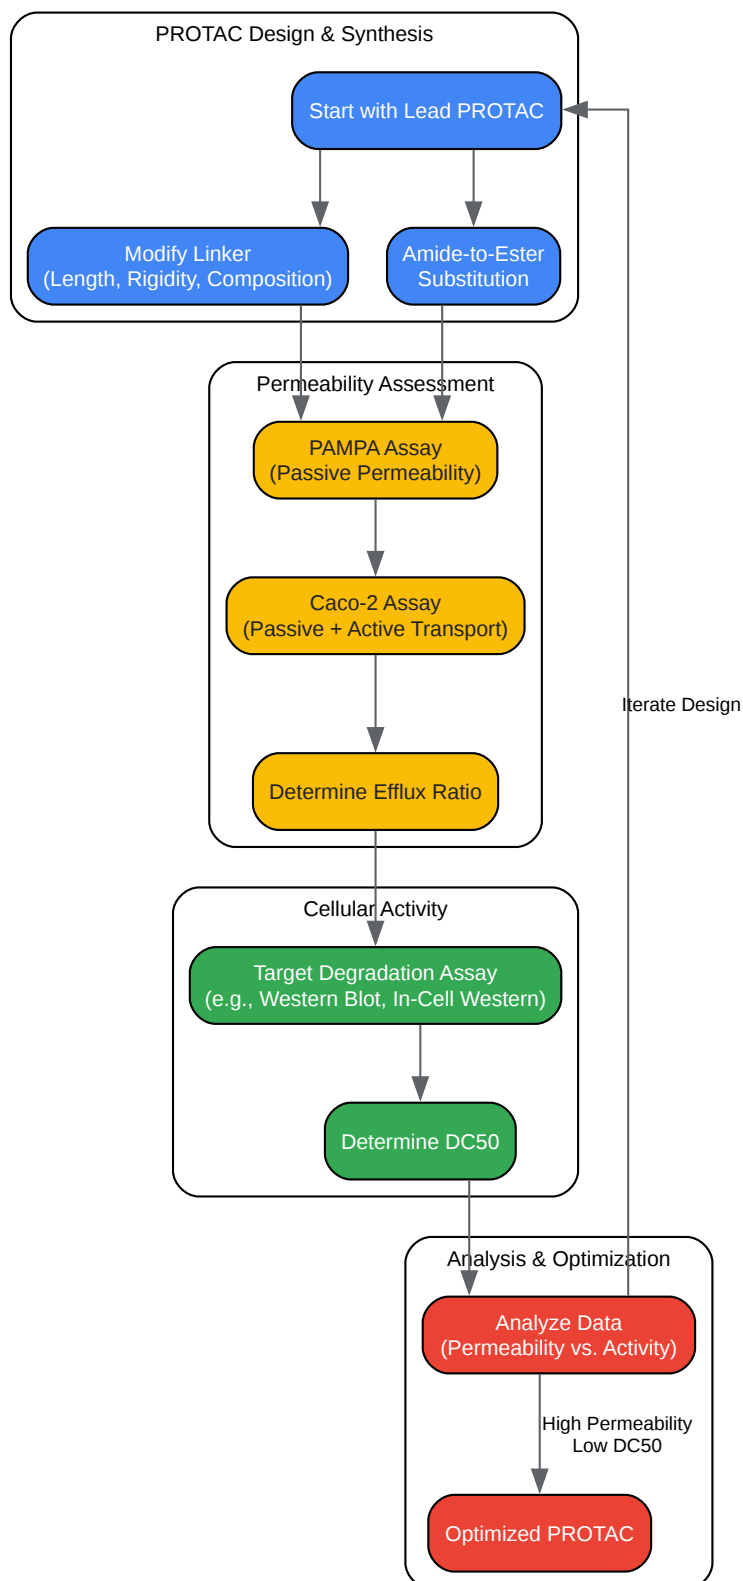 PROTAC Design & Synthesis
Start with Lead PROTAC
Modify Linker
(Length, Rigidity, Composition)
Amide-to-Ester
Substitution
Permeability Assessment
PAMPA Assay
(Passive Permeability)
Caco-2 Assay
(Passive + Active Transport)
Iterate Design
Determine Efflux Ratio
Cellular Activity
Target Degradation Assay
(e.g., Western Blot, In-Cell Western)
Determine DC50
Analysis & Optimization
Analyze Data
(Permeability vs. Activity)
High Permeability
Low DC50
Optimized PROTAC